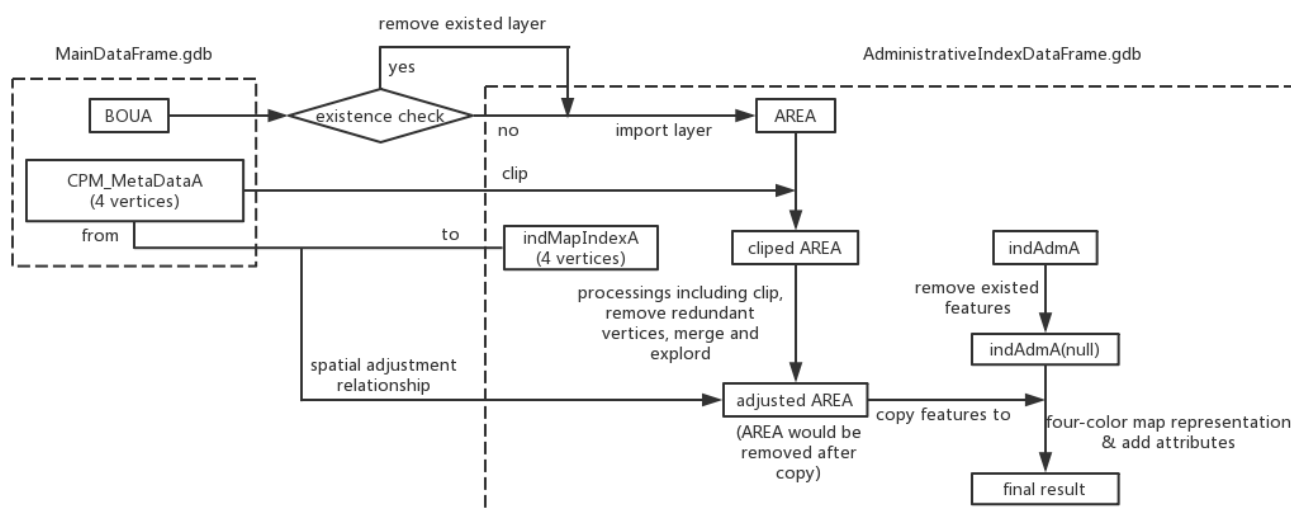 remove existed layer
MainDataFrame.gdb
AdministrativeIndexDataFrame.gdb
yes
BOUA
existence check
no
import layer
AREA
CPM_MetaDataA
(4 vertices)
clip
from
to
indMapIndexA
(4 vertices)
cliped AREA
indAdmA
processings including clip,
remove redundant
vertices, merge and
explord
remove existed
features
indAdmA(null)
spatial adjustment
relationship
adjusted AREA
copy features to
(AREA would be
removed after
copy)
four-color map representation
& add attributes
final result